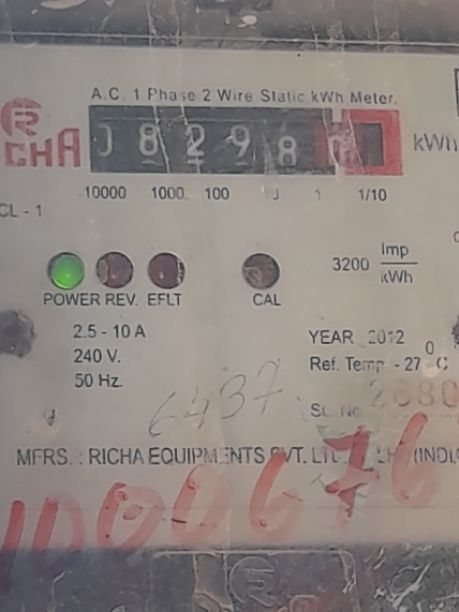 A.C. 1 Phase 2 Wire Static kWh Meter.
RICHA
08298 kWh
10000 1000 100 10 1 1/10
CL - 1
3200 Imp/kWh
POWER REV. EFLT CAL
2.5 - 10 A
240 V.
50 Hz.
YEAR 2012
Ref. Temp - 27 °C
6437
SL. No
MFRS. : RICHA EQUIPMENTS PVT. LTD.